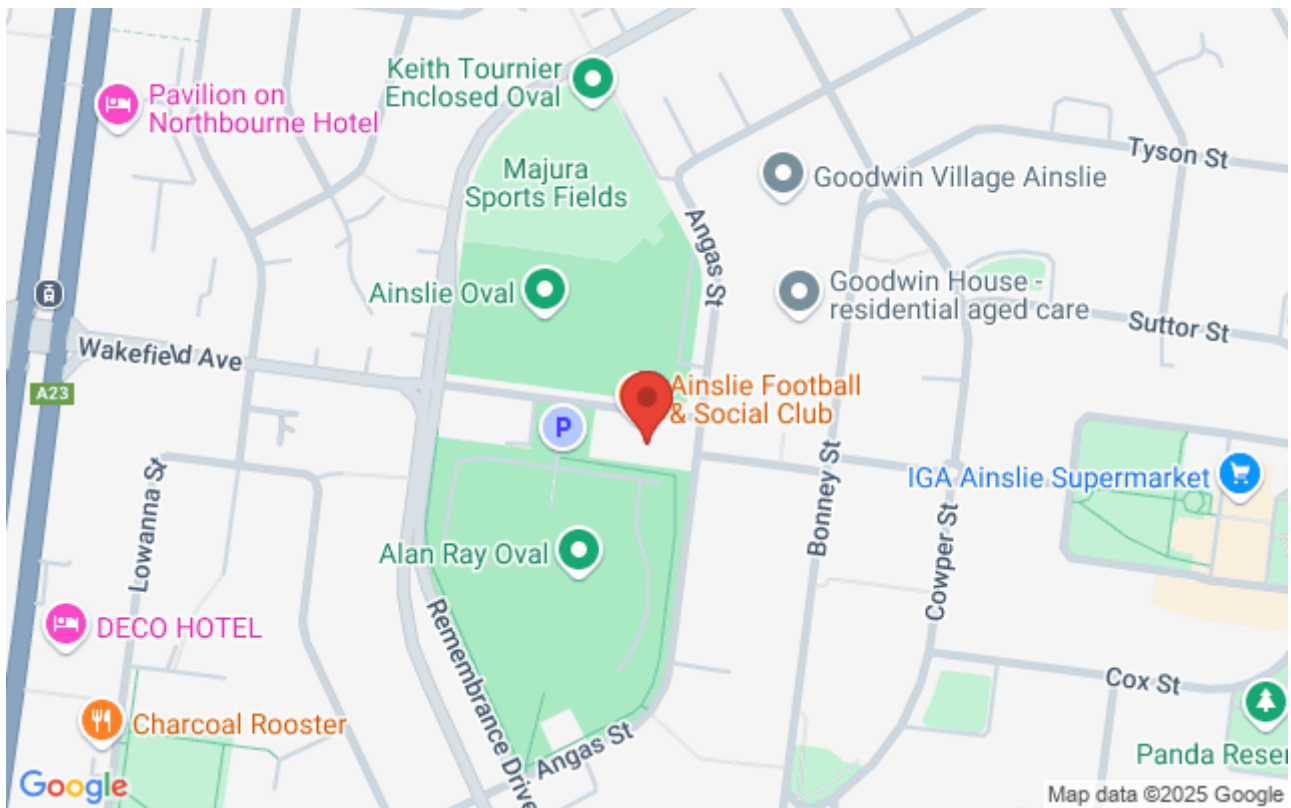 Keith Tournier
Enclosed Oval
Pavilion on
Northbourne Hotel
Tyson St
Majura
Sports Fields
Goodwin Village Ainslie
Angas St
Ainslie Oval
Goodwin House -
residential aged care
Suttor St
Wakefield Ave
A23
Ainslie Football
& Social Club
P
IGA Ainslie Supermarket
Bonney St
Lowanna St
Cowper St
Alan Ray Oval
DECO HOTEL
Remembrance Drive
Cox St
Charcoal Rooster
Angas St
Panda Reser
Google
Map data ©2025 Google